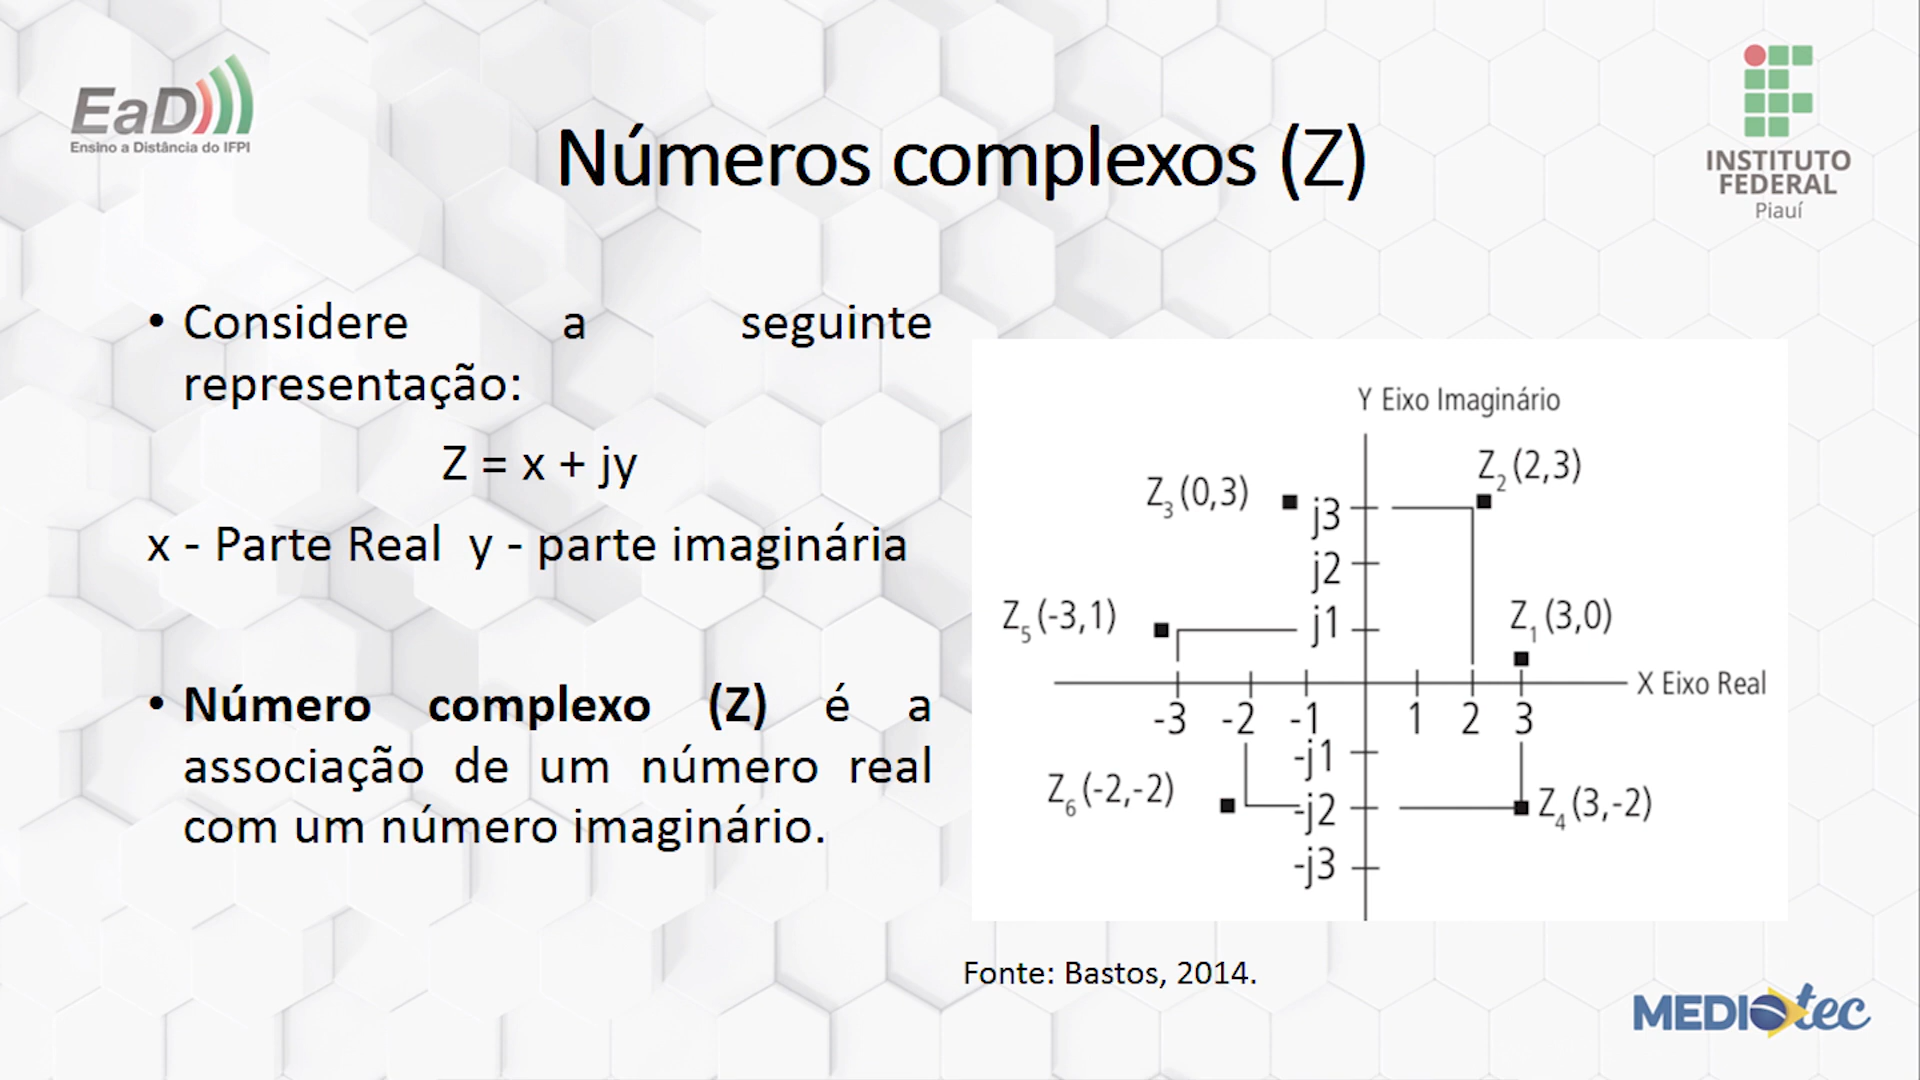 EaD
Ensino a Distância do IFPI
INSTITUTO
FEDERAL
Piauí
Números complexos (Z)
• Considere a seguinte
representação:
Z = x + jy
x - Parte Real y - parte imaginária
• Número complexo (Z) é a
associação de um número real
com um número imaginário.
Y Eixo Imaginário
Z₂ (2,3)
Z₃ (0,3)
j3
j2
Z₅ (-3,1)
j1
Z₁ (3,0)
X Eixo Real
-3 -2 -1 1 2 3
-j1
Z₆ (-2,-2)
-j2
Z₄ (3,-2)
-j3
Fonte: Bastos, 2014.
MEDIOtec